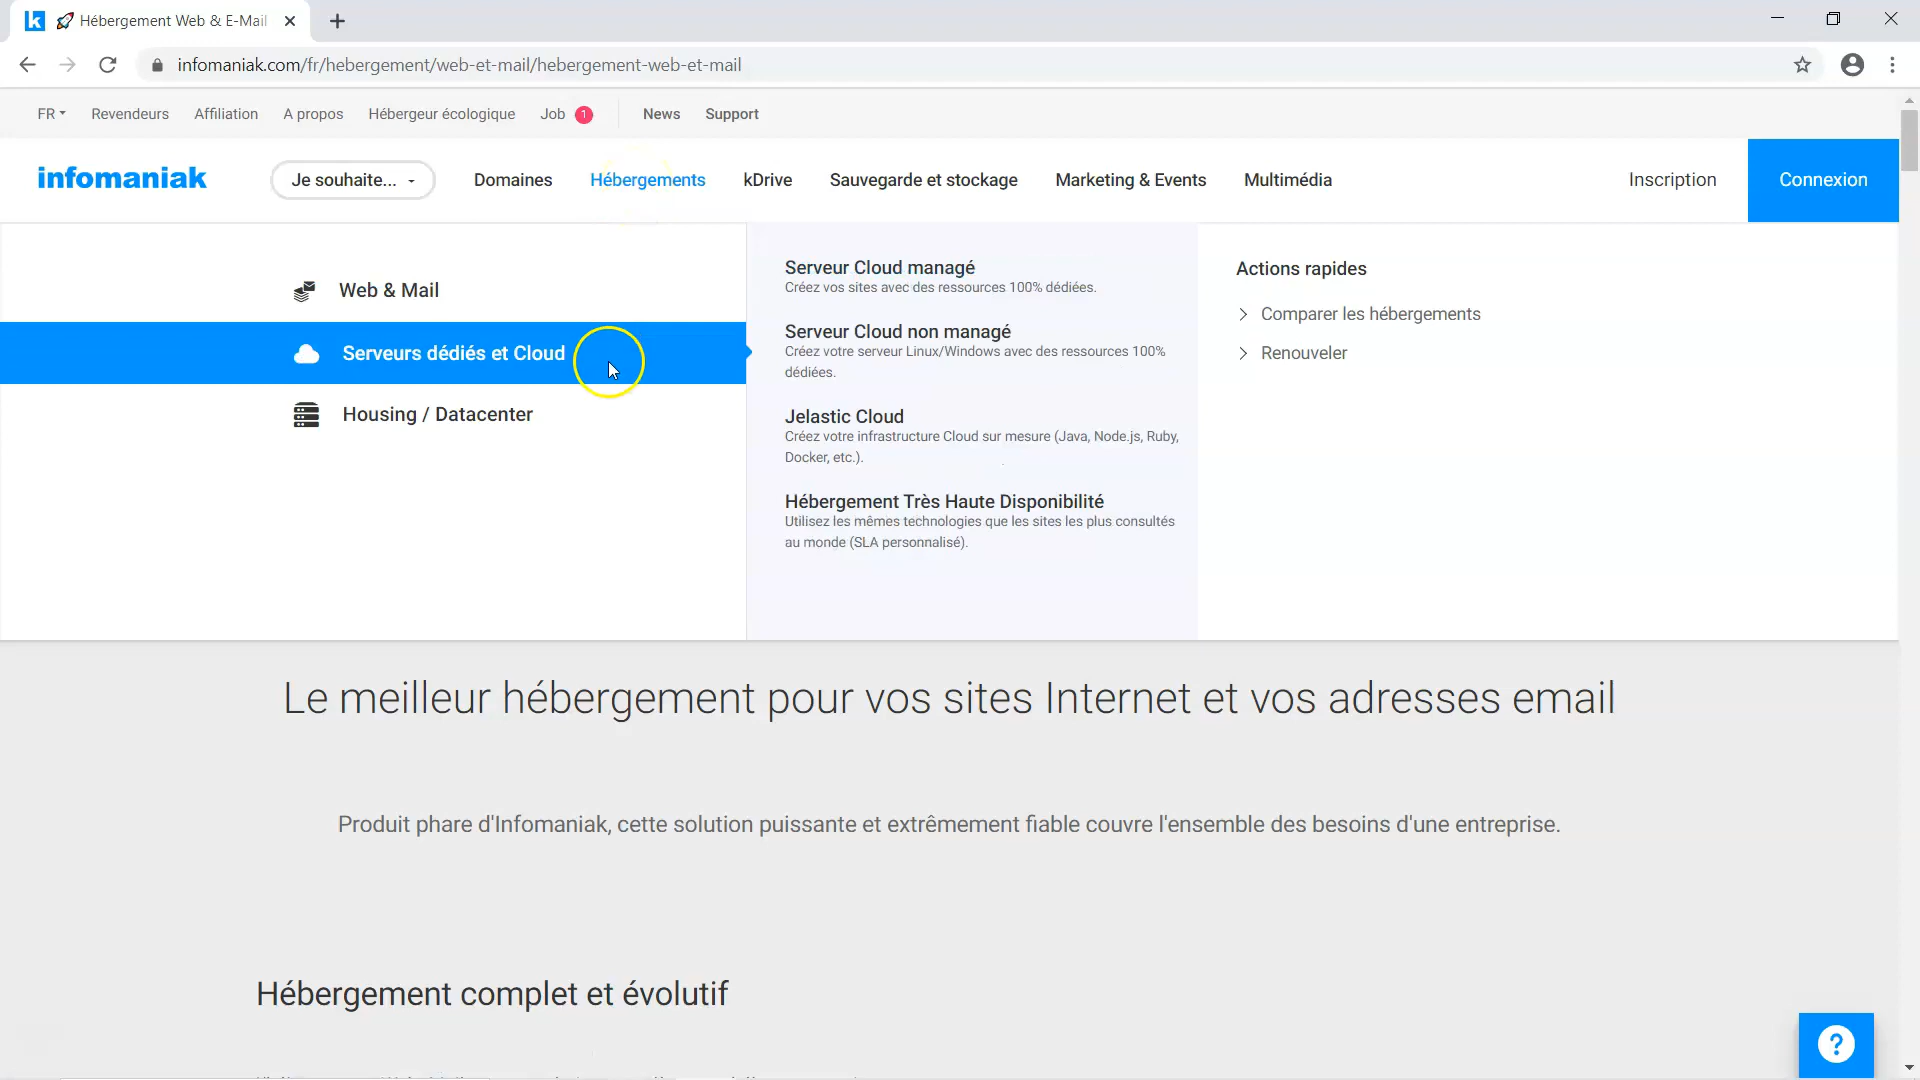 Hébergement Web & E-Mail
infomaniak.com/fr/hebergement/web-et-mail/hebergement-web-et-mail
FR Revendeurs Affiliation A propos Hébergeur écologique Job 1 News Support
infomaniak Je souhaite... Domaines Hébergements kDrive Sauvegarde et stockage Marketing & Events Multimédia Inscription Connexion
Web & Mail
Serveurs dédiés et Cloud
Housing / Datacenter
Serveur Cloud managé
Créez vos sites avec des ressources 100% dédiées.
Serveur Cloud non managé
Créez votre serveur Linux/Windows avec des ressources 100%
dédiées.
Jelastic Cloud
Créez votre infrastructure Cloud sur mesure (Java, Node.js, Ruby,
Docker, etc.).
Hébergement Très Haute Disponibilité
Utilisez les mêmes technologies que les sites les plus consultés
au monde (SLA personnalisé).
Actions rapides
Comparer les hébergements
Renouveler
Le meilleur hébergement pour vos sites Internet et vos adresses email
Produit phare d'Infomaniak, cette solution puissante et extrêmement fiable couvre l'ensemble des besoins d'une entreprise.
Hébergement complet et évolutif
?